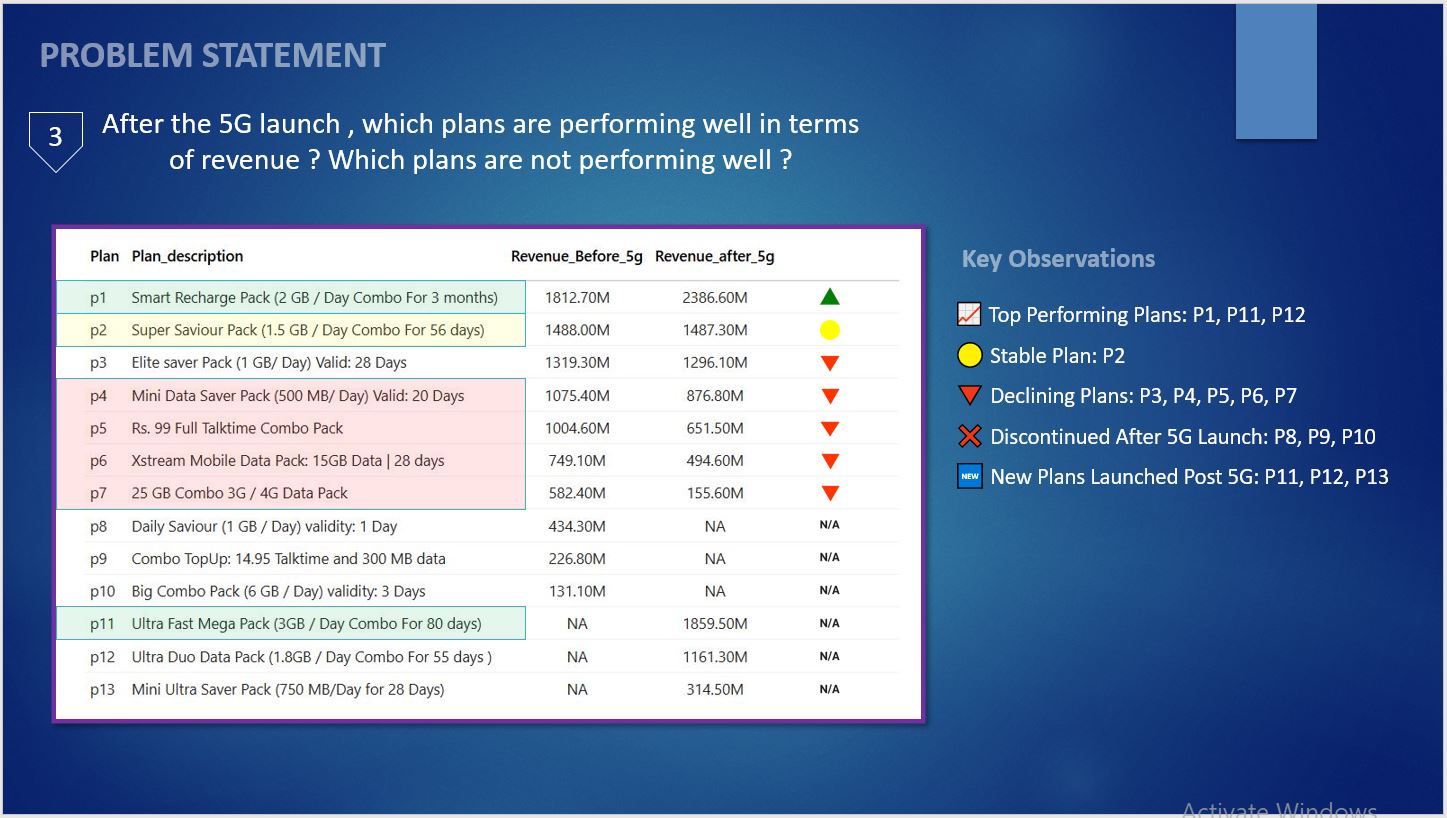 PROBLEM STATEMENT
3
After the 5G launch , which plans are performing well in terms
of revenue ? Which plans are not performing well ?
Plan Plan_description Revenue_Before_5g Revenue_after_5g
p1 Smart Recharge Pack (2 GB / Day Combo For 3 months) 1812.70M 2386.60M
p2 Super Saviour Pack (1.5 GB / Day Combo For 56 days) 1488.00M 1487.30M
p3 Elite saver Pack (1 GB/ Day) Valid: 28 Days 1319.30M 1296.10M
p4 Mini Data Saver Pack (500 MB/ Day) Valid: 20 Days 1075.40M 876.80M
p5 Rs. 99 Full Talktime Combo Pack 1004.60M 651.50M
p6 Xstream Mobile Data Pack: 15GB Data | 28 days 749.10M 494.60M
p7 25 GB Combo 3G / 4G Data Pack 582.40M 155.60M
p8 Daily Saviour (1 GB / Day) validity: 1 Day 434.30M NA N/A
p9 Combo TopUp: 14.95 Talktime and 300 MB data 226.80M NA N/A
p10 Big Combo Pack (6 GB / Day) validity: 3 Days 131.10M NA N/A
p11 Ultra Fast Mega Pack (3GB / Day Combo For 80 days) NA 1859.50M N/A
p12 Ultra Duo Data Pack (1.8GB / Day Combo For 55 days ) NA 1161.30M N/A
p13 Mini Ultra Saver Pack (750 MB/Day for 28 Days) NA 314.50M N/A
Key Observations
Top Performing Plans: P1, P11, P12
Stable Plan: P2
Declining Plans: P3, P4, P5, P6, P7
Discontinued After 5G Launch: P8, P9, P10
NEW New Plans Launched Post 5G: P11, P12, P13
Activate Windows